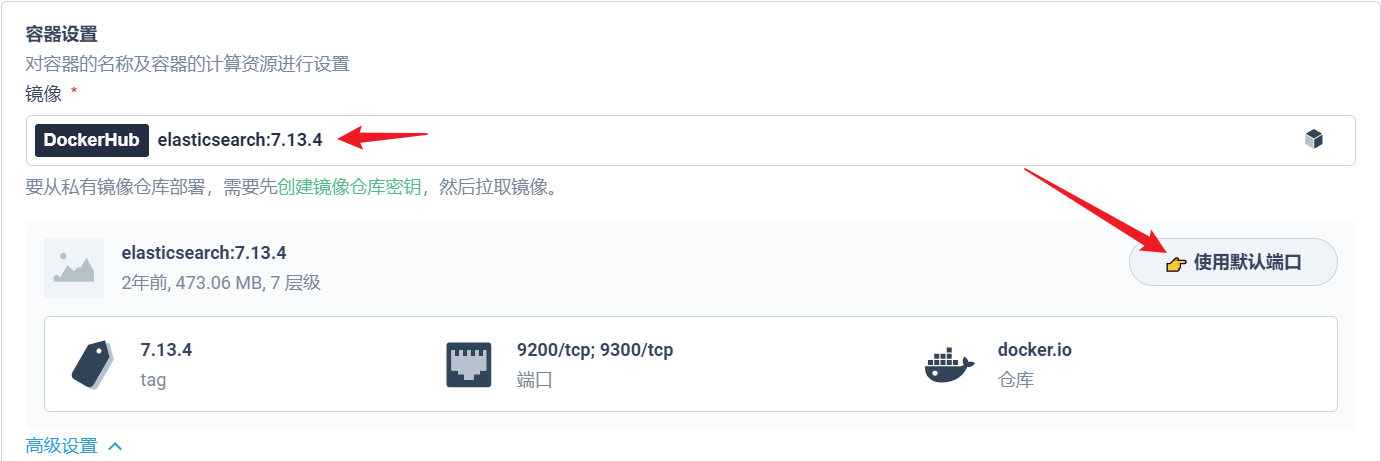 容器设置
对容器的名称及容器的计算资源进行设置
镜像 *
DockerHub elasticsearch:7.13.4
要从私有镜像仓库部署，需要先创建镜像仓库密钥，然后拉取镜像。
elasticsearch:7.13.4
2年前, 473.06 MB, 7 层级
👉 使用默认端口
7.13.4
tag
9200/tcp; 9300/tcp
端口
docker.io
仓库
高级设置